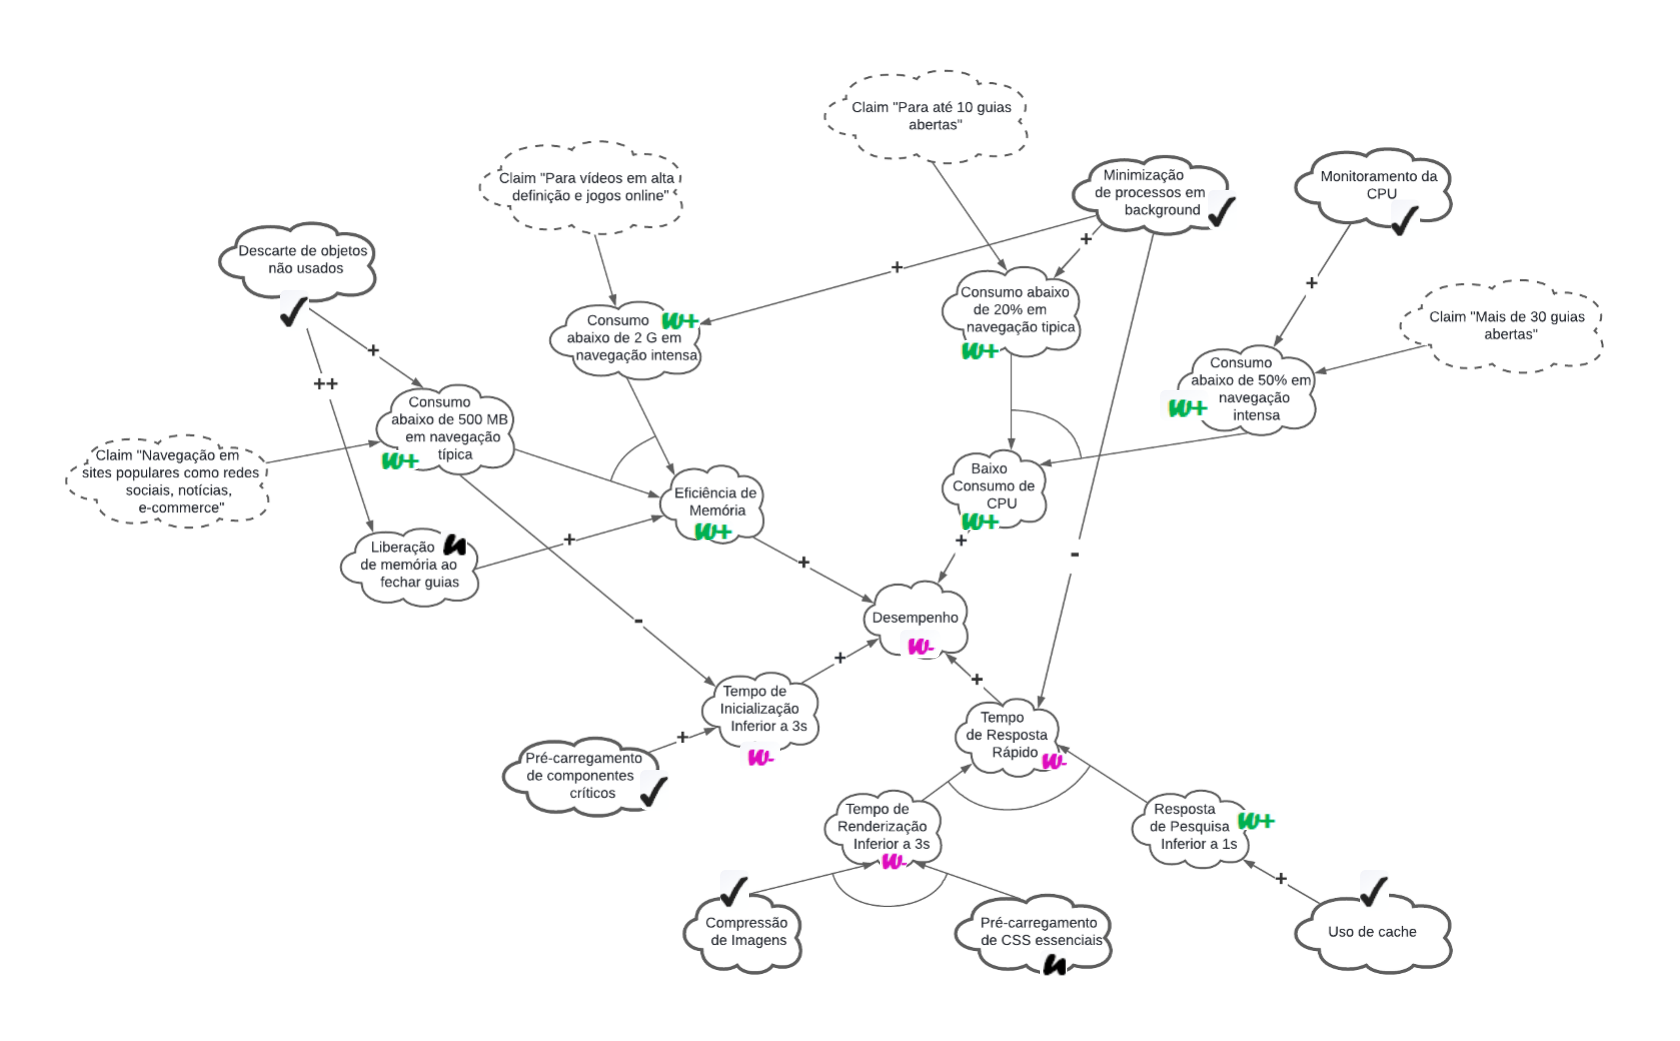 Claim "Para até 10 guias
abertas"
Claim "Para vídeos em alta
definição e jogos online"
Minimização
de processos em
background
Monitoramento da
CPU
Descarte de objetos
não usados
+
+
+
Consumo abaixo
de 20% em
navegação tipica
W+
Claim "Mais de 30 guias
abertas"
Consumo
abaixo de 2 G em
navegação intensa
W+
+
++
Consumo
abaixo de 50% em
navegação
intensa
W+
Consumo
abaixo de 500 MB
em navegação
típica
W+
Claim "Navegação em
sites populares como redes
sociais, notícias,
e-commerce"
Eficiência de
Memória
W+
Baixo
Consumo de
CPU
W+
Liberação
de memória ao
fechar guias
+
+
+
-
-
Desempenho
W-
+
+
Tempo de
Inicialização
Inferior a 3s
W-
+
Tempo
de Resposta
Rápido
W-
Pré-carregamento
de componentes
críticos
Tempo de
Renderização
Inferior a 3s
W-
Resposta
de Pesquisa
Inferior a 1s
W+
+
Compressão
de Imagens
Pré-carregamento
de CSS essenciais
Uso de cache